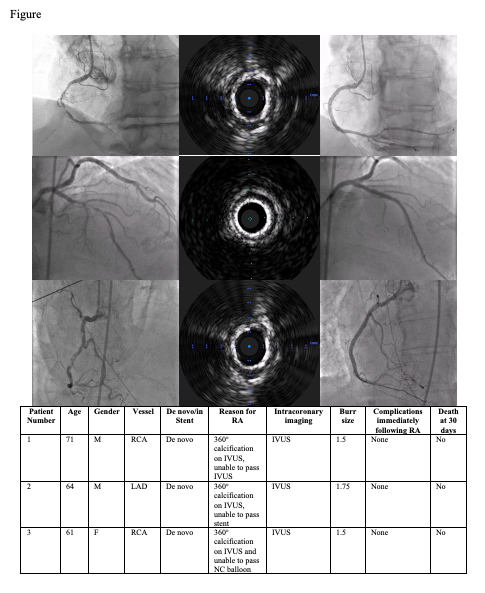 Figure
Patient Number Age Gender Vessel De novo/in Stent Reason for RA Intracoronary imaging Burr size Complications immediately following RA Death at 30 days
1 71 M RCA De novo 360° calcification on IVUS, unable to pass IVUS IVUS 1.5 None No
2 64 M LAD De novo 360° calcification on IVUS, unable to pass stent IVUS 1.75 None No
3 61 F RCA De novo 360° calcification on IVUS and unable to pass NC balloon IVUS 1.5 None No